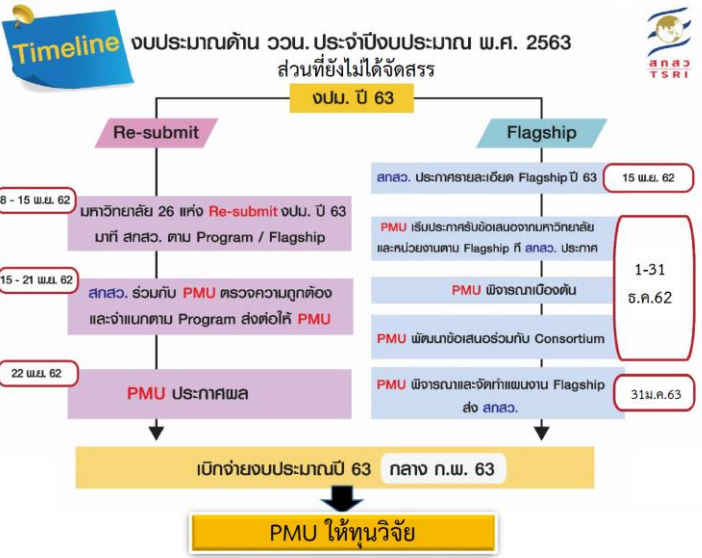 Timeline
งบประมาณด้าน ววน. ประจำปีงบประมาณ พ.ศ. 2563
ส่วนที่ยังไม่ได้จัดสรร
สกสว
TSRI
งปม. ปี 63
Re-submit
Flagship
8 - 15 พ.ย. 62
มหาวิทยาลัย 26 แห่ง Re-submit งปม. ปี 63
มาที่ สกสว. ตาม Program / Flagship
15 - 21 พ.ย. 62
สกสว. ร่วมกับ PMU ตรวจความถูกต้อง
และจำแนกตาม Program ส่งต่อให้ PMU
22 พ.ย. 62
PMU ประกาศผล
สกสว. ประกาศรายละเอียด Flagship ปี 63
15 พ.ย. 62
PMU เริ่มประกาศรับข้อเสนอจากมหาวิทยาลัย
และหน่วยงานตาม Flagship ที่ สกสว. ประกาศ
PMU พิจารณาเบื้องต้น
PMU พัฒนาข้อเสนอร่วมกับ Consortium
1-31
ธ.ค.62
PMU พิจารณาและจัดทำแผนงาน Flagship
ส่ง สกสว.
31ม.ค.63
เบิกจ่ายงบประมาณปี 63 กลาง ก.พ. 63
PMU ให้ทุนวิจัย